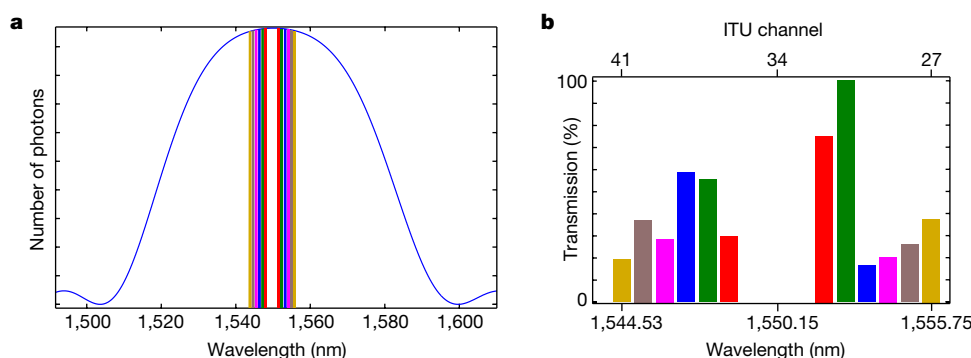 a
Number of photons
1,500 1,520 1,540 1,560 1,580 1,600
Wavelength (nm)
b
ITU channel
41 34 27
100
Transmission (%)
0
1,544.53 1,550.15 1,555.75
Wavelength (nm)